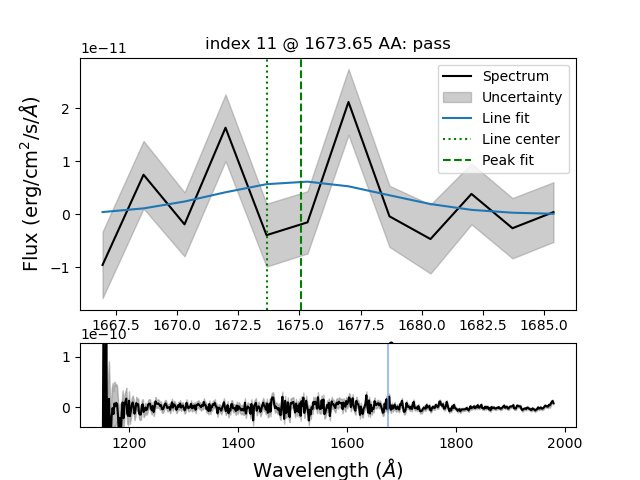 index 11 @ 1673.65 AA: pass
1e−11
Spectrum
Uncertainty
Line fit
Line center
Peak fit
2
1
0
−1
Flux (erg/cm²/s/Å)
1667.5 1670.0 1672.5 1675.0 1677.5 1680.0 1682.5 1685.0
1e−10
1
0
1200 1400 1600 1800 2000
Wavelength (Å)